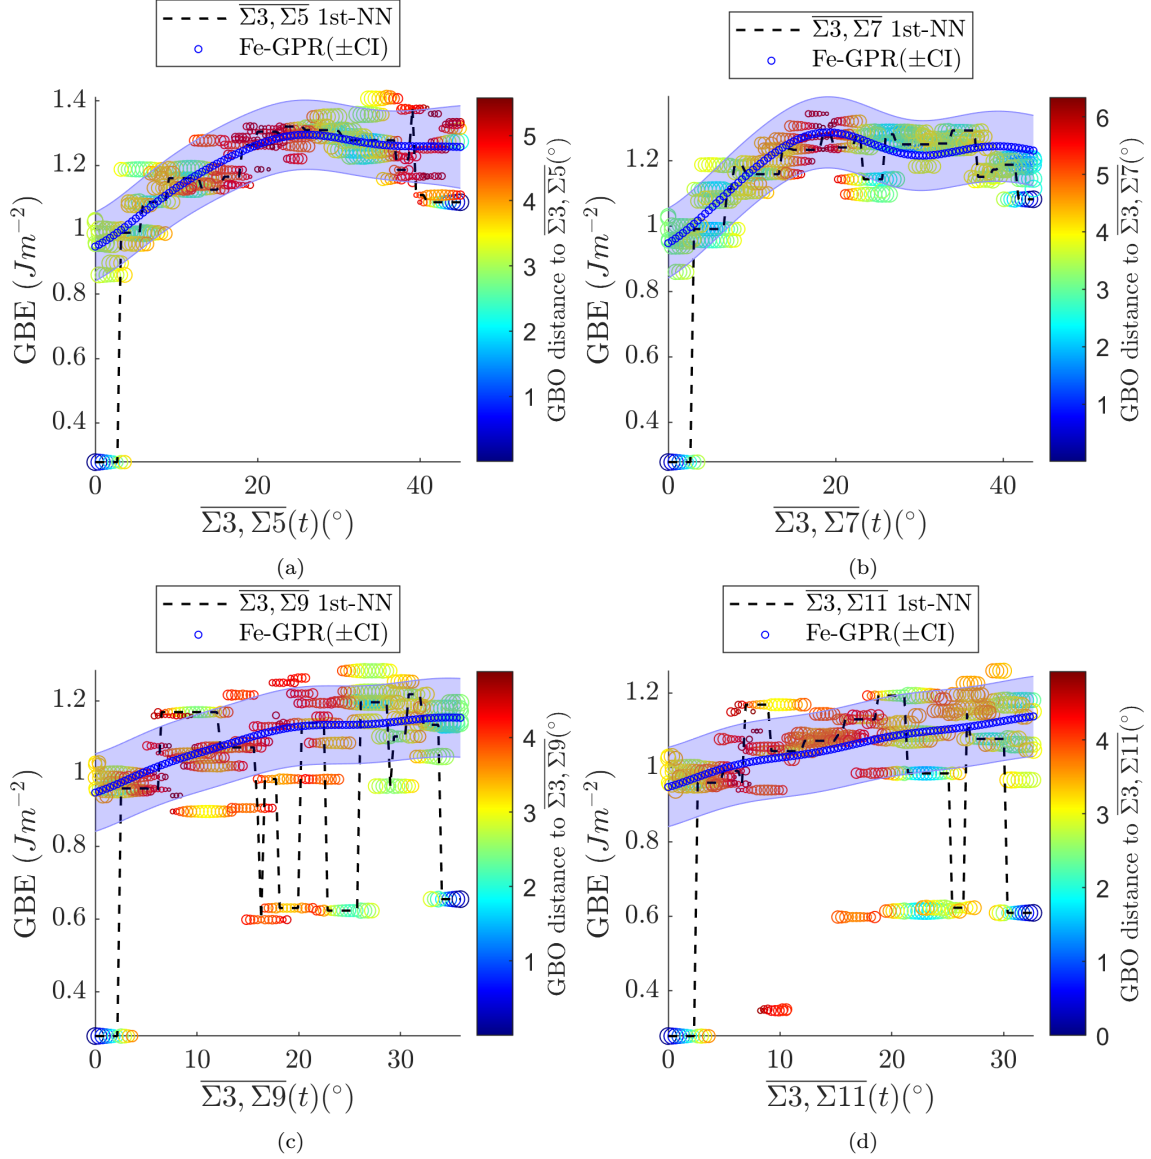 Σ3, Σ5 1st-NN
Fe-GPR(±CI)
1.4
1.2
1
0.8
0.6
0.4
0
20
40
GBE (Jm⁻²)
Σ3, Σ5(t)(°)
5
4
3
2
1
GBO distance to Σ3, Σ5(°)
(a)
Σ3, Σ7 1st-NN
Fe-GPR(±CI)
1.2
1
0.8
0.6
0.4
0
20
40
GBE (Jm⁻²)
Σ3, Σ7(t)(°)
6
5
4
3
2
1
GBO distance to Σ3, Σ7(°)
(b)
Σ3, Σ9 1st-NN
Fe-GPR(±CI)
1.2
1
0.8
0.6
0.4
0
10
20
30
GBE (Jm⁻²)
Σ3, Σ9(t)(°)
4
3
2
1
GBO distance to Σ3, Σ9(°)
(c)
Σ3, Σ11 1st-NN
Fe-GPR(±CI)
1.2
1
0.8
0.6
0.4
0
10
20
30
GBE (Jm⁻²)
Σ3, Σ11(t)(°)
4
3
2
1
0
GBO distance to Σ3, Σ11(°)
(d)